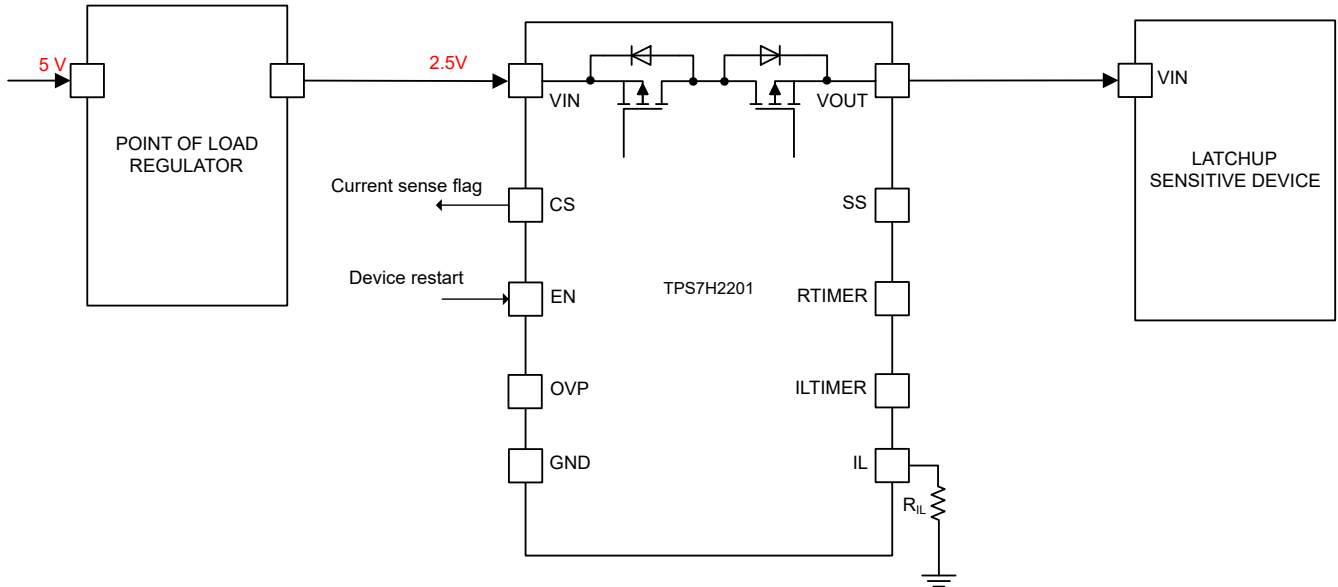 5 V
2.5V
POINT OF LOAD
REGULATOR
VIN
VOUT
VIN
LATCHUP
SENSITIVE DEVICE
Current sense flag
CS
SS
Device restart
EN
TPS7H2201
RTIMER
OVP
ILTIMER
GND
IL
RIL